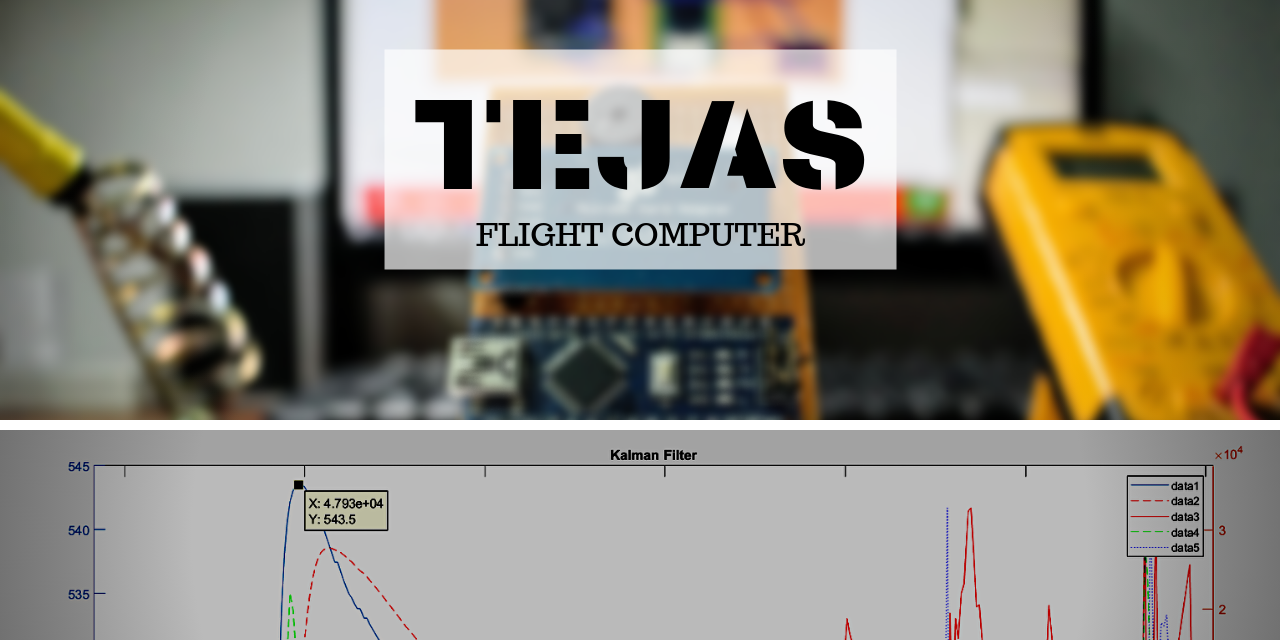 TEJAS
FLIGHT COMPUTER
Kalman Filter
×10⁴
545
X: 4.793e+04
Y: 543.5
540
535
data1
data2
data3
data4
data5
3
2